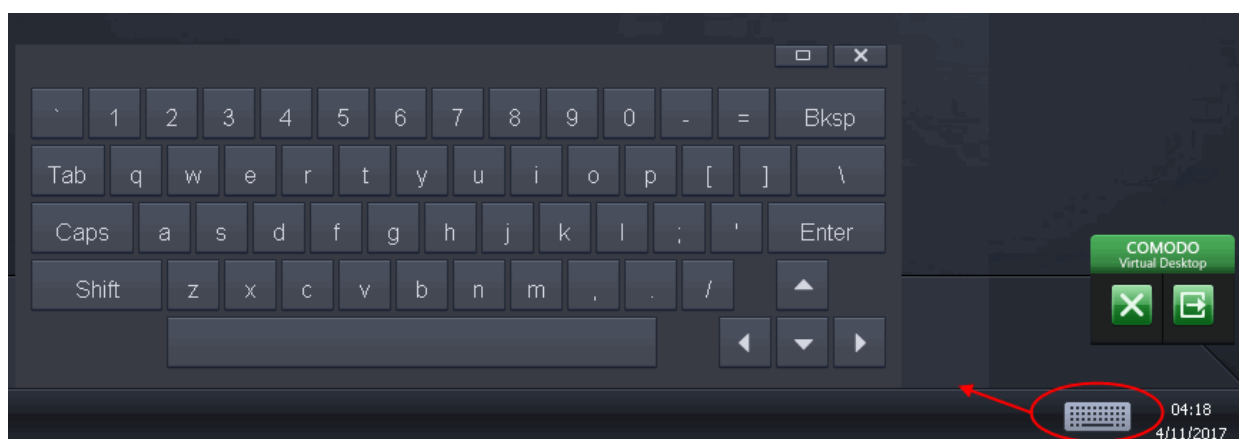 ` 1 2 3 4 5 6 7 8 9 0 - = Bksp
Tab q w e r t y u i o p [ ] \
Caps a s d f g h j k l ; ' Enter
Shift z x c v b n m , . /
COMODO
Virtual Desktop
04:18
4/11/2017